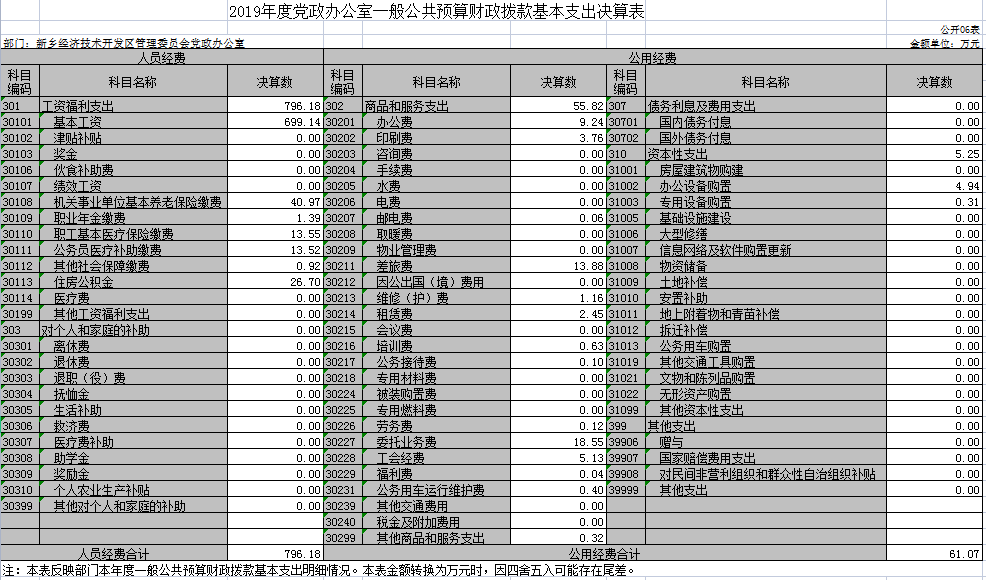 2019年度党政办公室一般公共预算财政拨款基本支出决算表
公开06表
部门：新乡经济技术开发区管理委员会党政办公室 金额单位：万元
人员经费 公用经费
科目编码 科目名称 决算数 科目编码 科目名称 决算数 科目编码 科目名称 决算数
301 工资福利支出 796.18 302 商品和服务支出 55.82 307 债务利息及费用支出 0.00
30101 基本工资 699.14 30201 办公费 9.24 30701 国内债务付息 0.00
30102 津贴补贴 0.00 30202 印刷费 3.76 30702 国外债务付息 0.00
30103 奖金 0.00 30203 咨询费 0.00 310 资本性支出 5.25
30106 伙食补助费 0.00 30204 手续费 0.00 31001 房屋建筑物购建 0.00
30107 绩效工资 0.00 30205 水费 0.00 31002 办公设备购置 4.94
30108 机关事业单位基本养老保险缴费 40.97 30206 电费 0.00 31003 专用设备购置 0.31
30109 职业年金缴费 1.39 30207 邮电费 0.06 31005 基础设施建设 0.00
30110 职工基本医疗保险缴费 13.55 30208 取暖费 0.00 31006 大型修缮 0.00
30111 公务员医疗补助缴费 13.52 30209 物业管理费 0.00 31007 信息网络及软件购置更新 0.00
30112 其他社会保障缴费 0.92 30211 差旅费 13.88 31008 物资储备 0.00
30113 住房公积金 26.70 30212 因公出国（境）费用 0.00 31009 土地补偿 0.00
30114 医疗费 0.00 30213 维修（护）费 1.16 31010 安置补助 0.00
30199 其他工资福利支出 0.00 30214 租赁费 2.45 31011 地上附着物和青苗补偿 0.00
303 对个人和家庭的补助 0.00 30215 会议费 0.00 31012 拆迁补偿 0.00
30301 离休费 0.00 30216 培训费 0.63 31013 公务用车购置 0.00
30302 退休费 0.00 30217 公务接待费 0.10 31019 其他交通工具购置 0.00
30303 退职（役）费 0.00 30218 专用材料费 0.00 31021 文物和陈列品购置 0.00
30304 抚恤金 0.00 30224 被装购置费 0.00 31022 无形资产购置 0.00
30305 生活补助 0.00 30225 专用燃料费 0.00 31099 其他资本性支出 0.00
30306 救济费 0.00 30226 劳务费 0.12 399 其他支出 0.00
30307 医疗费补助 0.00 30227 委托业务费 18.55 39906 赠与 0.00
30308 助学金 0.00 30228 工会经费 5.13 39907 国家赔偿费用支出 0.00
30309 奖励金 0.00 30229 福利费 0.04 39908 对民间非营利组织和群众性自治组织补贴 0.00
30310 个人农业生产补贴 0.00 30231 公务用车运行维护费 0.40 39999 其他支出 0.00
30399 其他对个人和家庭的补助 0.00 30239 其他交通费用 0.00
30240 税金及附加费用 0.00
30299 其他商品和服务支出 0.32
人员经费合计 796.18 公用经费合计 61.07
注：本表反映部门本年度一般公共预算财政拨款基本支出明细情况。本表金额转换为万元时，因四舍五入可能存在尾差。